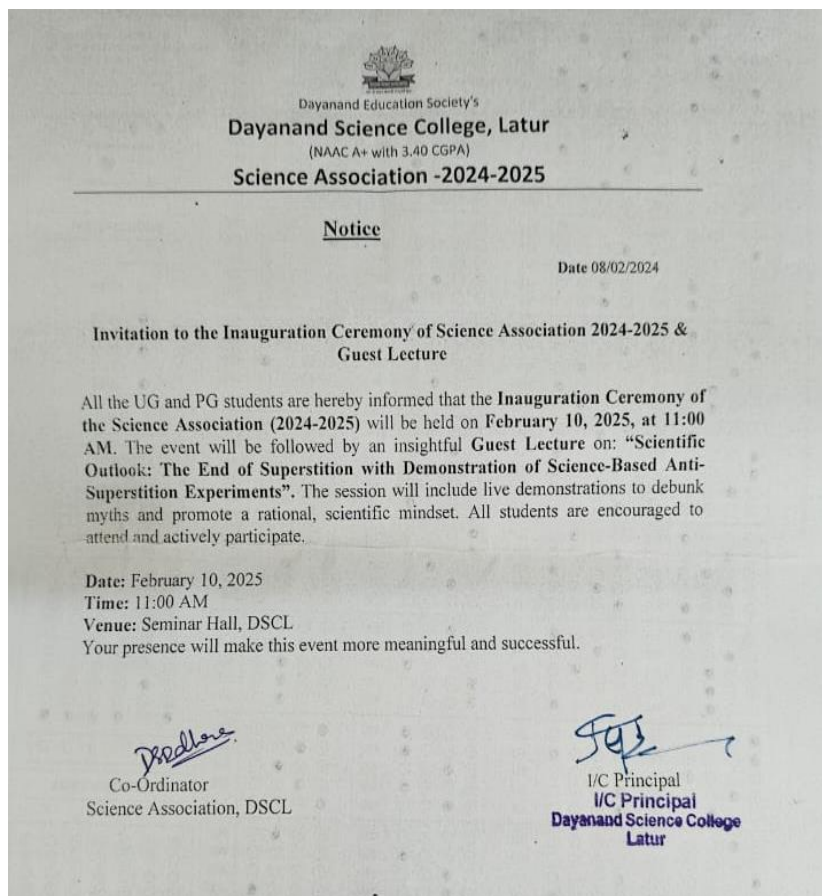 Dayanand Education Society's
Dayanand Science College, Latur
(NAAC A+ with 3.40 CGPA)
Science Association -2024-2025
Notice
Date 08/02/2024
Invitation to the Inauguration Ceremony of Science Association 2024-2025 &
Guest Lecture
All the UG and PG students are hereby informed that the Inauguration Ceremony of
the Science Association (2024-2025) will be held on February 10, 2025, at 11:00
AM. The event will be followed by an insightful Guest Lecture on: “Scientific
Outlook: The End of Superstition with Demonstration of Science-Based Anti-
Superstition Experiments”. The session will include live demonstrations to debunk
myths and promote a rational, scientific mindset. All students are encouraged to
attend and actively participate.
Date: February 10, 2025
Time: 11:00 AM
Venue: Seminar Hall, DSCL
Your presence will make this event more meaningful and successful.
Co-Ordinator
Science Association, DSCL
I/C Principal
I/C Principal
Dayanand Science College
Latur